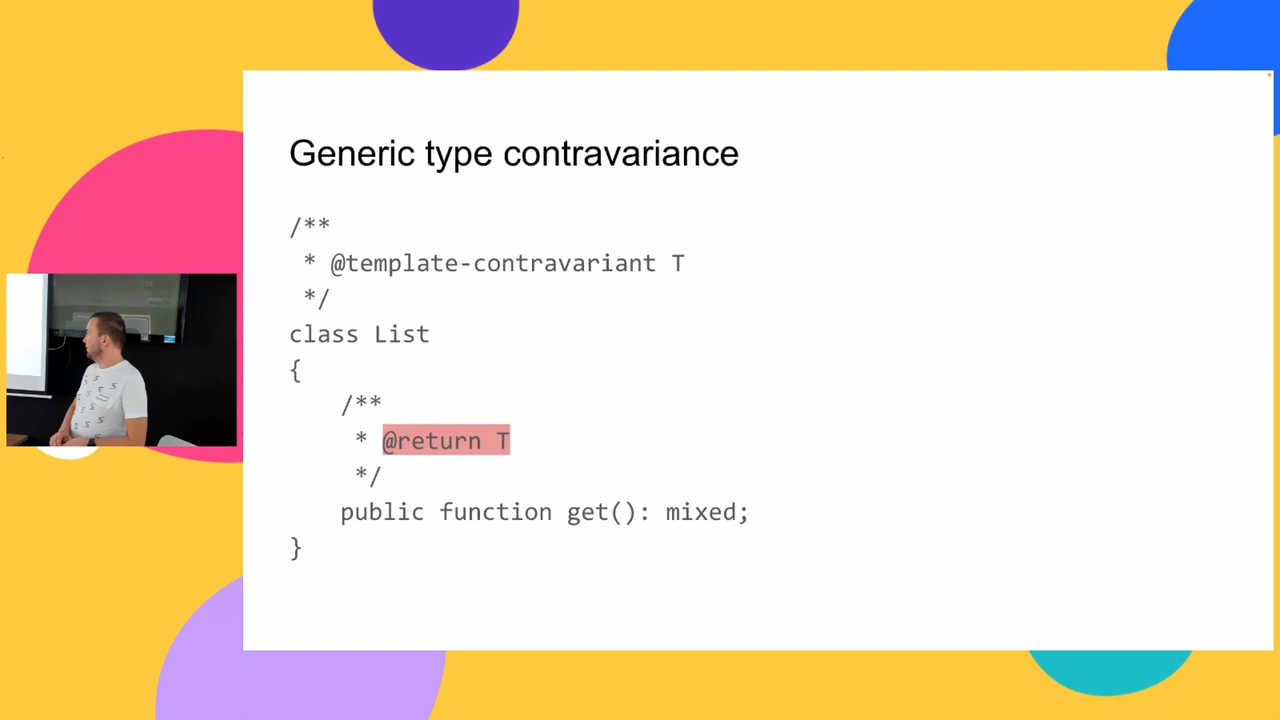 Generic type contravariance
/**
 * @template-contravariant T
 */
class List
{
    /**
     * @return T
     */
    public function get(): mixed;
}